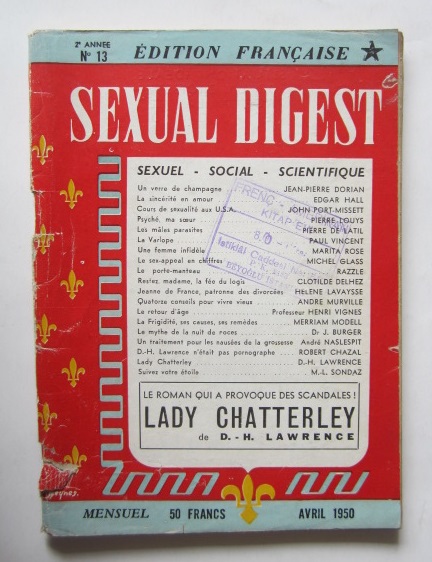 2e ANNEE
N° 13
ÉDITION FRANÇAISE
SEXUAL DIGEST
SEXUEL - SOCIAL - SCIENTIFIQUE
Un verre de champagne JEAN-PIERRE DORIAN
La sincérité en amour EDGAR HALL
Cours de sexualité aux U.S.A. JOHN PORT-MISSETT
Psyché, ma sœur PIERRE LOUYS
Les mâles parasites PIERRE DE LATIL
La Varlope PAUL VINCENT
Une femme infidèle MARITA ROSE
Le sex-appeal en chiffres MICHEL GLASS
Le porte-manteau RAZZLE
Restez, madame, la fée du logis CLOTILDE DELHEZ
Jeanne de France, patronne des divorcées HELENE LAVAYSSE
Quatorze conseils pour vivre vieux ANDRE MURVILLE
Le retour d'âge Professeur HENRI VIGNES
La Frigidité, ses causes, ses remèdes MERRIAM MODELL
Le mythe de la nuit de noces Dr J. BURGER
Un traitement pour les nausées de la grossesse André NASLESPIT
D.-H. Lawrence n'était pas pornographe ROBERT CHAZAL
Lady Chatterley D.-H. LAWRENCE
Suivez votre étoile M.-L. SONDAZ
FRENÇ
KITAP
8.
İstiklâl Caddesi No.
BEYOĞLU
LE ROMAN QUI A PROVOQUE DES SCANDALES !
LADY CHATTERLEY
de D.-H. LAWRENCE
MENSUEL 50 FRANCS AVRIL 1950